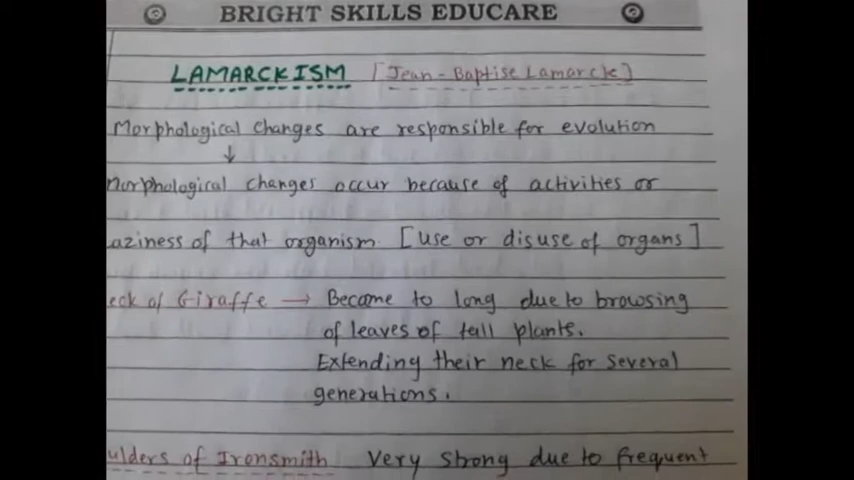 BRIGHT SKILLS EDUCARE
LAMARCKISM [Jean-Baptise Lamarck]
Morphological changes are responsible for evolution
↓
morphological changes occur because of activities or
aziness of that organism [use or disuse of organs]
eck of Giraffe → Became to long due to browsing
of leaves of tall plants.
Extending their neck for several
generations.
ulders of Ironsmith Very strong due to frequent